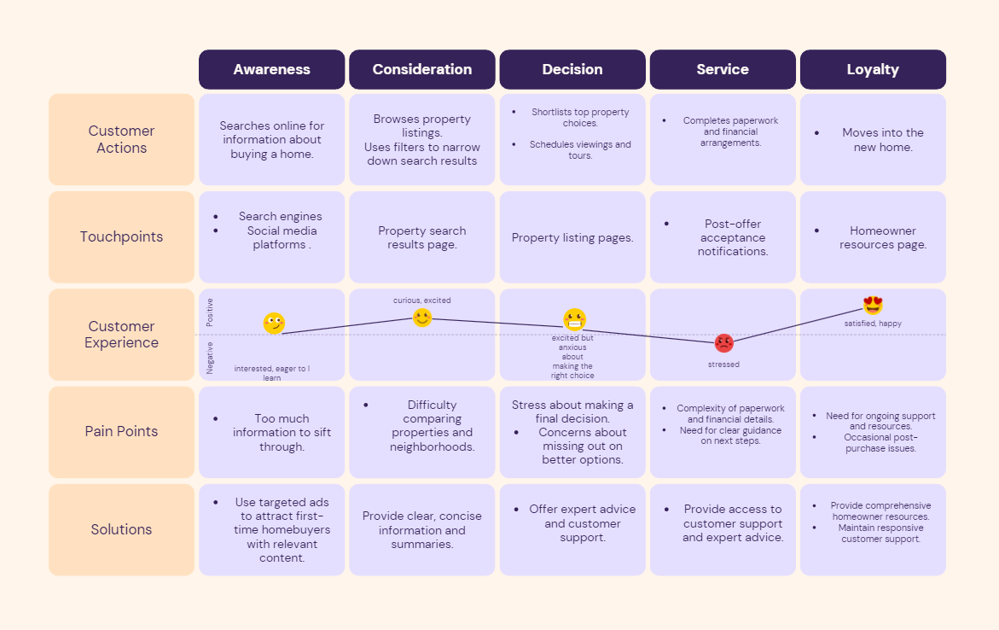 Awareness
Consideration
Decision
Service
Loyalty
Customer
Actions
Searches online for
information about
buying a home.
Browses property
listings.
Uses filters to narrow
down search results
• Shortlists top property
choices.
• Schedules viewings and
tours.
• Completes paperwork
and financial
arrangements.
• Moves into the
new home.
Touchpoints
• Search engines
• Social media
platforms .
Property search
results page.
Property listing pages.
• Post-offer
acceptance
notifications.
• Homeowner
resources page.
Customer
Experience
Positive
Negative
interested, eager to l
learn
curious, excited
excited but
anxious
about
making the
right choice
stressed
satisfied, happy
Pain Points
• Too much
information to sift
through.
• Difficulty
comparing
properties and
neighborhoods.
Stress about making a
final decision.
• Concerns about
missing out on
better options.
• Complexity of paperwork
and financial details.
• Need for clear guidance
on next steps.
• Need for ongoing support
and resources.
• Occasional post-
purchase issues.
Solutions
• Use targeted ads
to attract first-
time homebuyers
with relevant
content.
Provide clear, concise
information and
summaries.
• Offer expert advice
and customer
support.
• Provide access to
customer support
and expert advice.
• Provide comprehensive
homeowner resources.
• Maintain responsive
customer support.